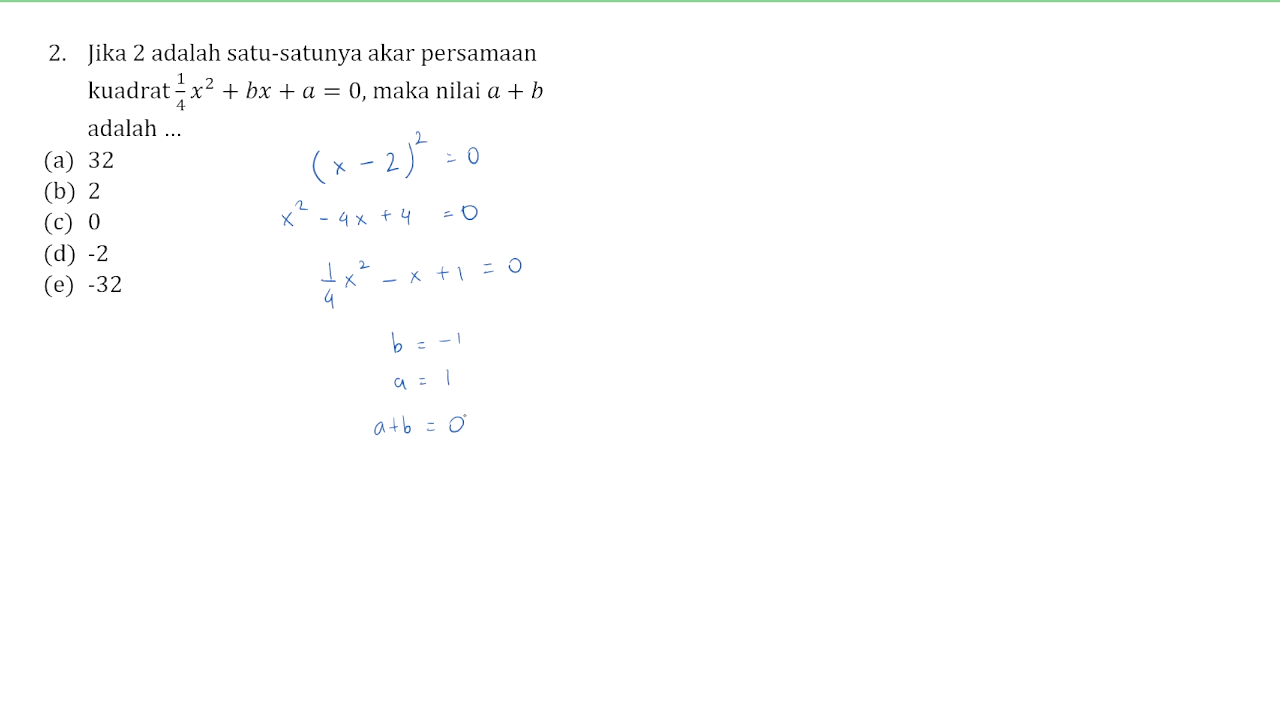 2. Jika 2 adalah satu-satunya akar persamaan
kuadrat 1/4 x² + bx + a = 0, maka nilai a + b
adalah ...
(a) 32
(b) 2
(c) 0
(d) -2
(e) -32
(x - 2)² = 0
x² - 4x + 4 = 0
1/4 x² - x + 1 = 0
b = -1
a = 1
a+b = 0